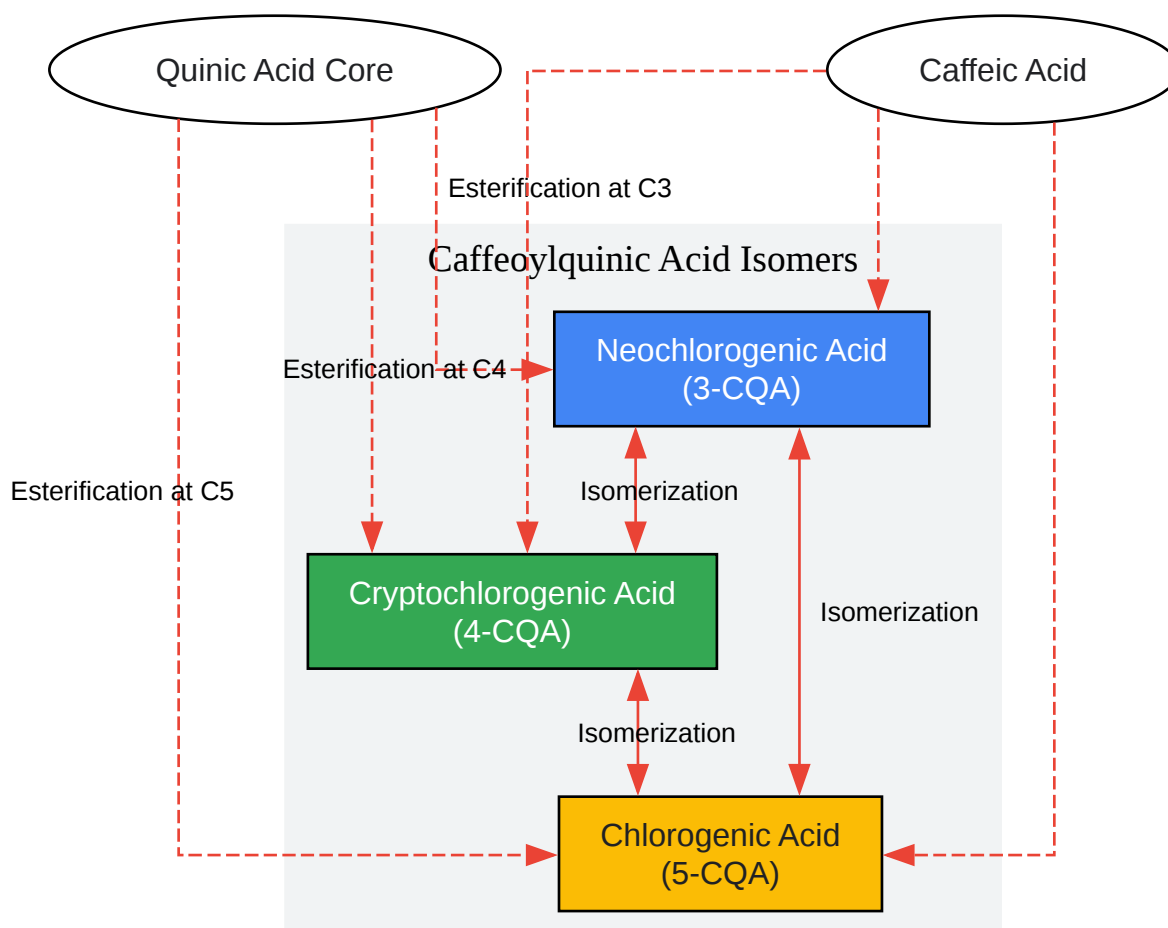 Quinic Acid Core
Caffeic Acid
Esterification at C3
Caffeoylquinic Acid Isomers
Neochlorogenic Acid
(3-CQA)
Esterification at C4
Esterification at C5
Isomerization
Cryptochlorogenic Acid
(4-CQA)
Isomerization
Isomerization
Chlorogenic Acid
(5-CQA)